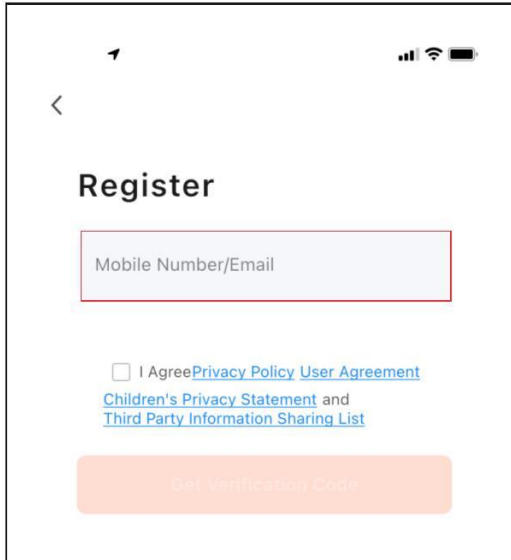 Register
Mobile Number/Email
I AgreePrivacy Policy User Agreement
Children's Privacy Statement and
Third Party Information Sharing List
Get Verification Code